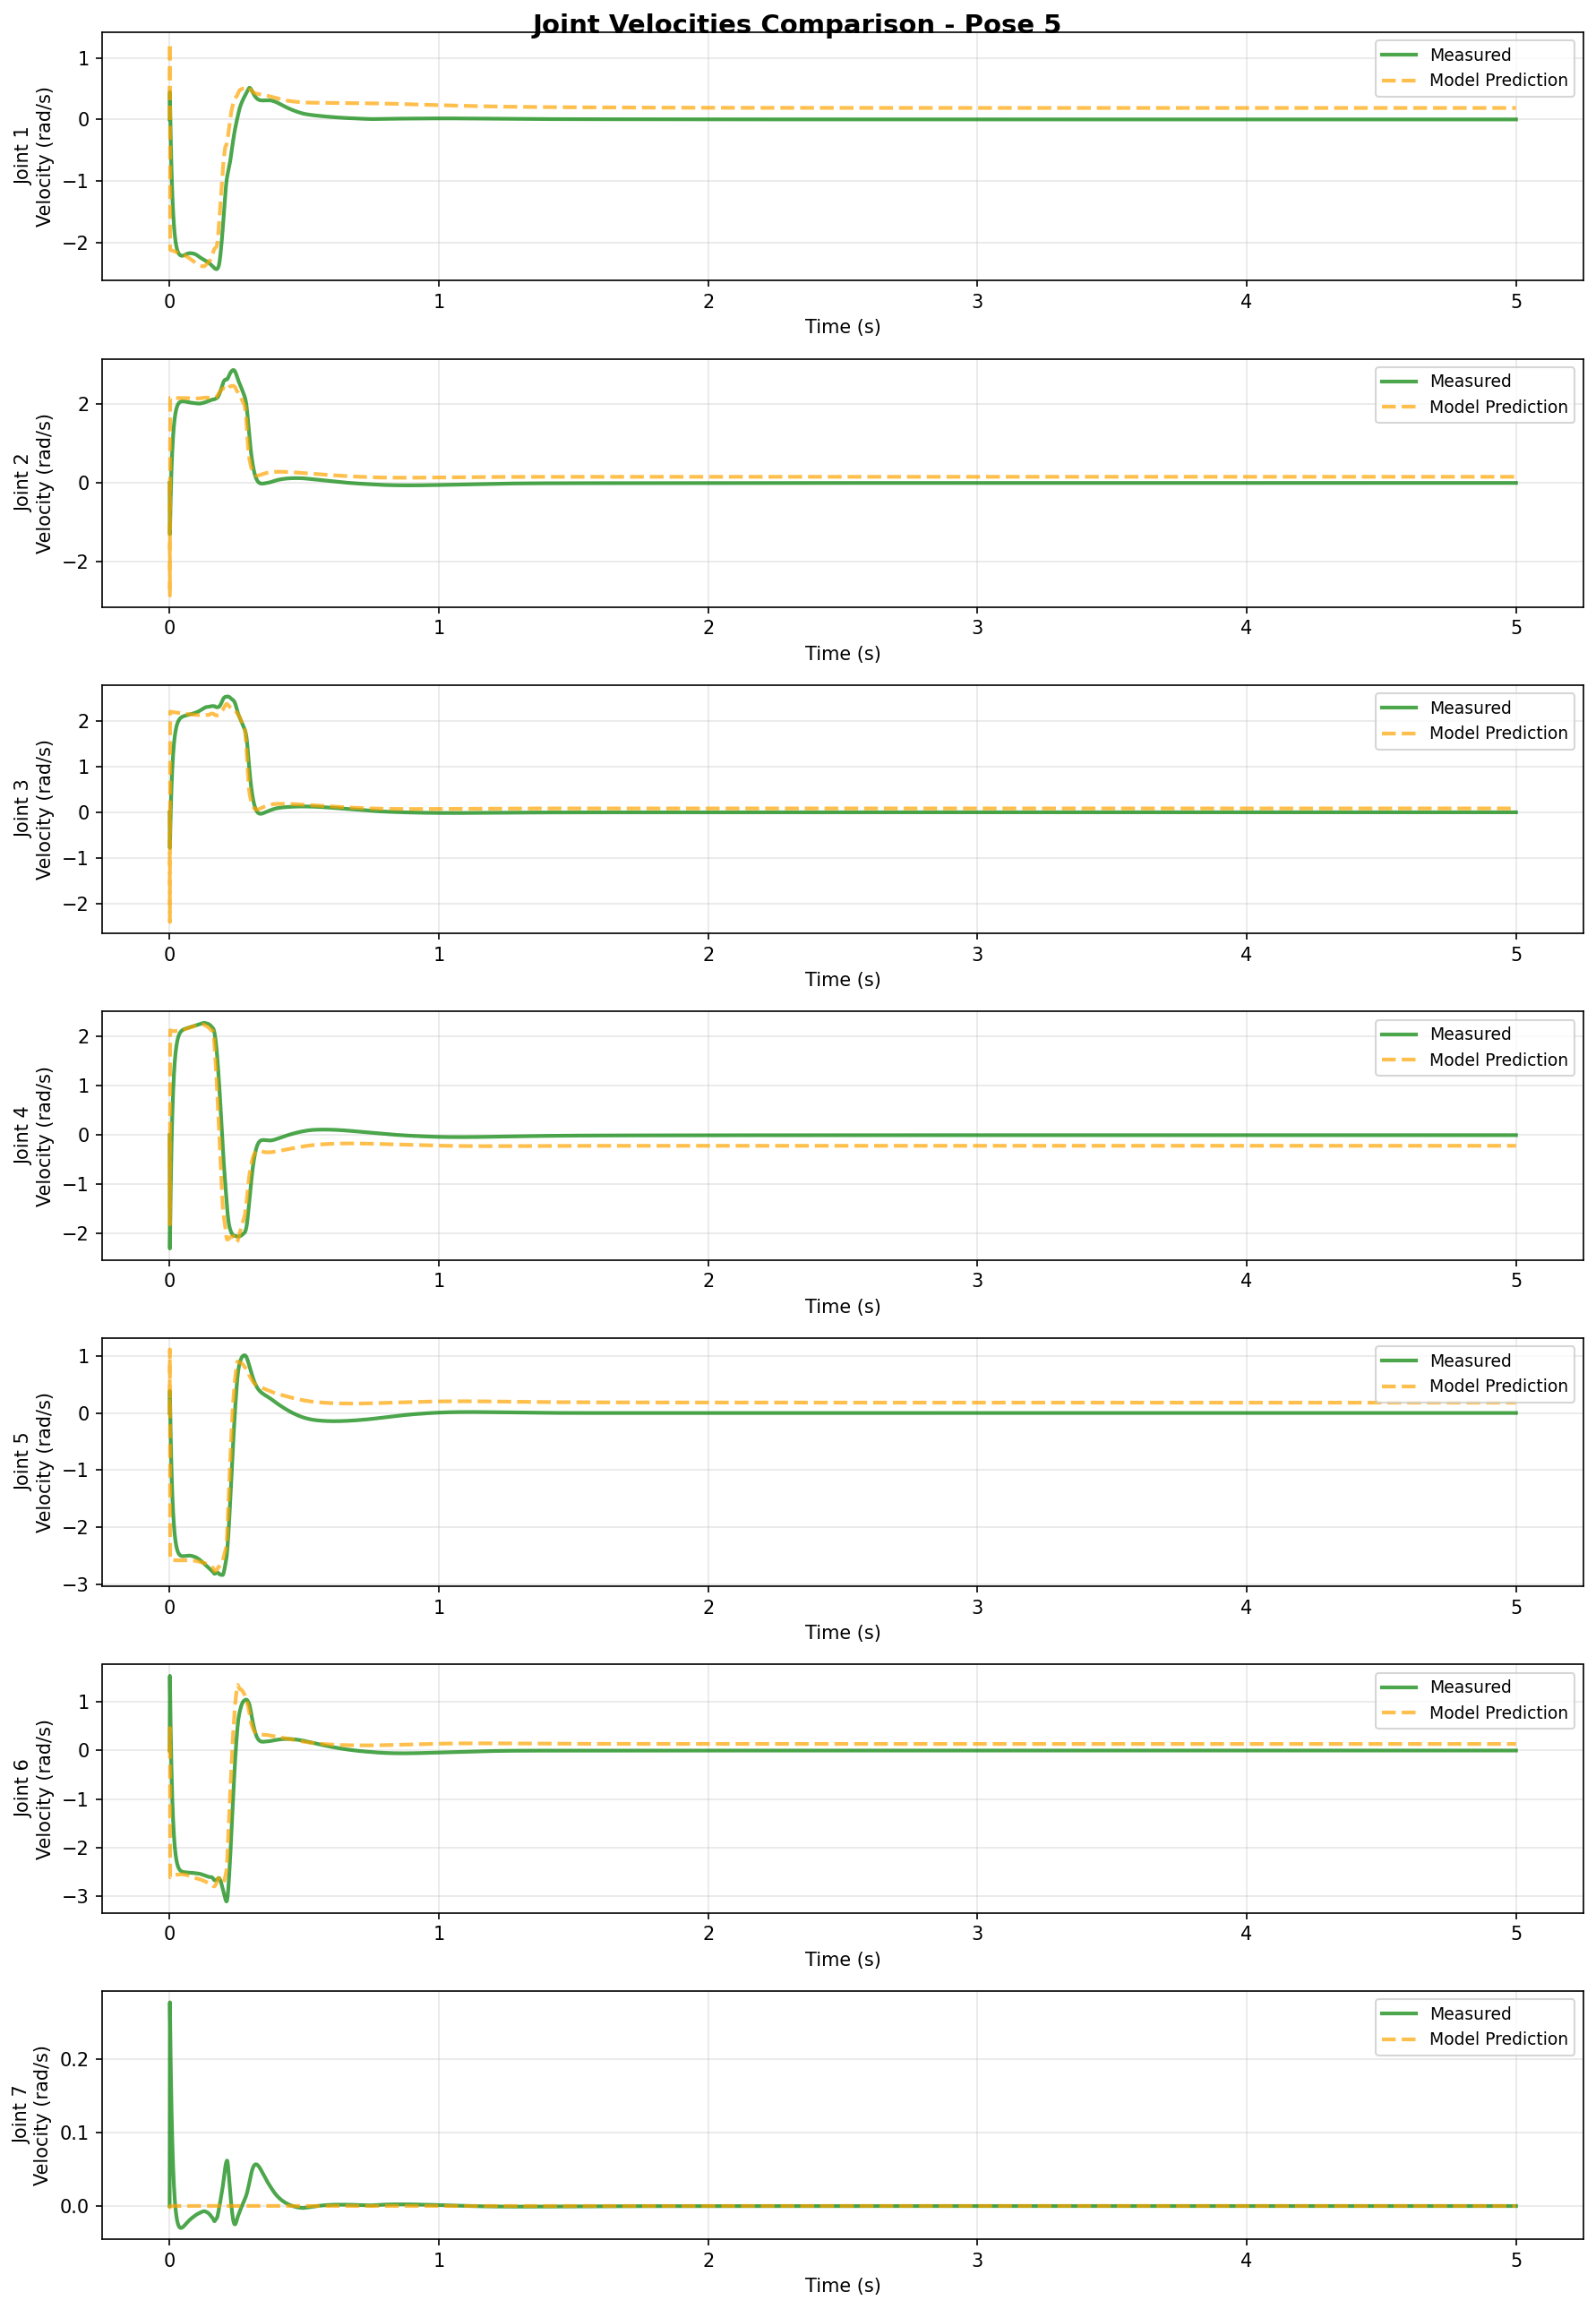 Joint Velocities Comparison - Pose 5
Joint 1
Velocity (rad/s)
1
0
−1
−2
Measured
Model Prediction
0 1 2 3 4 5
Time (s)
Joint 2
Velocity (rad/s)
2
0
−2
Measured
Model Prediction
0 1 2 3 4 5
Time (s)
Joint 3
Velocity (rad/s)
2
1
0
−1
−2
Measured
Model Prediction
0 1 2 3 4 5
Time (s)
Joint 4
Velocity (rad/s)
2
1
0
−1
−2
Measured
Model Prediction
0 1 2 3 4 5
Time (s)
Joint 5
Velocity (rad/s)
1
0
−1
−2
−3
Measured
Model Prediction
0 1 2 3 4 5
Time (s)
Joint 6
Velocity (rad/s)
1
0
−1
−2
−3
Measured
Model Prediction
0 1 2 3 4 5
Time (s)
Joint 7
Velocity (rad/s)
0.2
0.1
0.0
Measured
Model Prediction
0 1 2 3 4 5
Time (s)